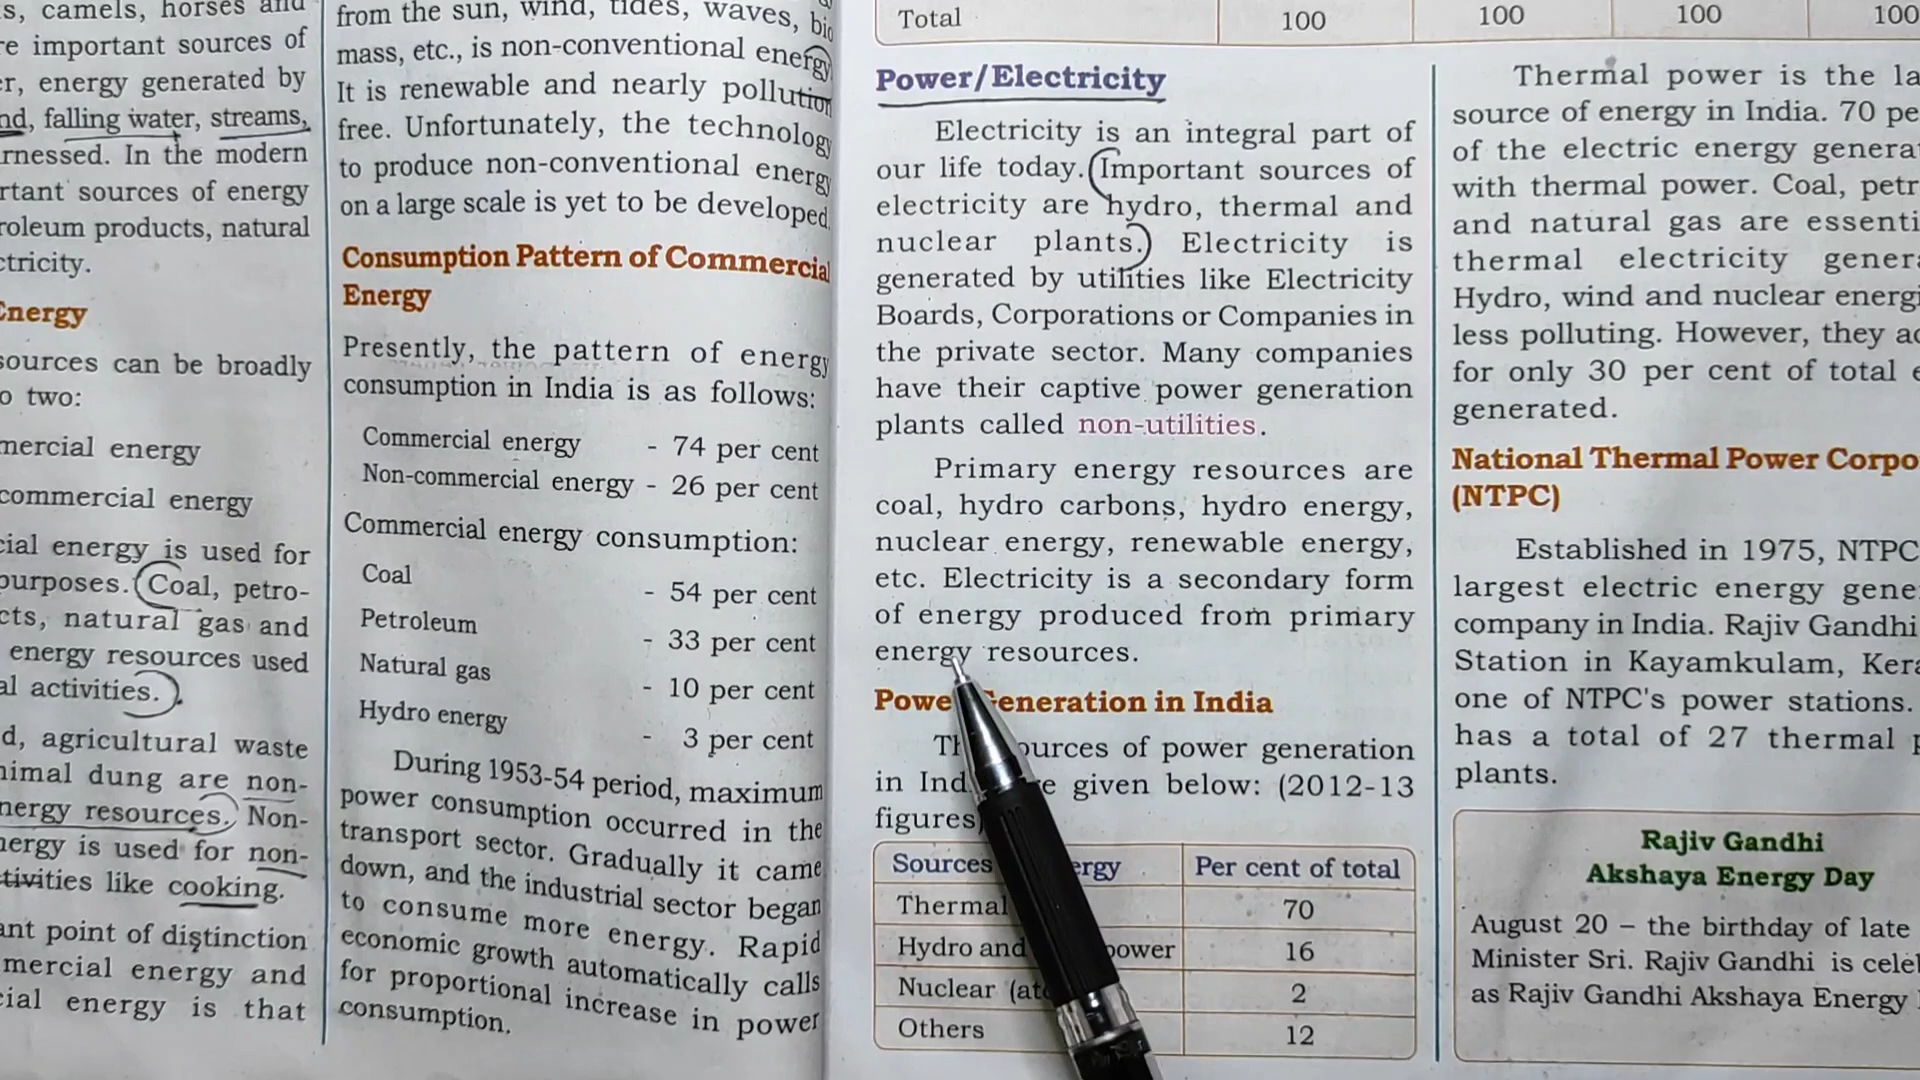 s, camels, horses and
re important sources of
er, energy generated by
nd, falling water, streams,
rnessed. In the modern
rtant sources of energy
roleum products, natural
ctricity.
Energy
sources can be broadly
o two:
mercial energy
commercial energy
cial energy is used for
purposes. Coal, petro-
cts, natural gas and
energy resources used
al activities.
d, agricultural waste
nimal dung are non-
nergy resources. Non-
nergy is used for non-
tivities like cooking.
ant point of distinction
mercial energy and
cial energy is that
from the sun, wind, tides, waves, bio
mass, etc., is non-conventional energy.
It is renewable and nearly pollution
free. Unfortunately, the technology
to produce non-conventional energy
on a large scale is yet to be developed.
Consumption Pattern of Commercial
Energy
Presently, the pattern of energy
consumption in India is as follows:
Commercial energy - 74 per cent
Non-commercial energy - 26 per cent
Commercial energy consumption:
Coal - 54 per cent
Petroleum - 33 per cent
Natural gas - 10 per cent
Hydro energy - 3 per cent
During 1953-54 period, maximum
power consumption occurred in the
transport sector. Gradually it came
down, and the industrial sector began
to consume more energy. Rapid
economic growth automatically calls
for proportional increase in power
consumption.
Total 100 100 100 100
Power/Electricity
Electricity is an integral part of
our life today. Important sources of
electricity are hydro, thermal and
nuclear plants. Electricity is
generated by utilities like Electricity
Boards, Corporations or Companies in
the private sector. Many companies
have their captive power generation
plants called non-utilities.
Primary energy resources are
coal, hydro carbons, hydro energy,
nuclear energy, renewable energy,
etc. Electricity is a secondary form
of energy produced from primary
energy resources.
Power Generation in India
The sources of power generation
in India are given below: (2012-13
figures)
Sources ergy Per cent of total
Thermal 70
Hydro and power 16
Nuclear (ato 2
Others 12
Thermal power is the la
source of energy in India. 70 pe
of the electric energy genera
with thermal power. Coal, petr
and natural gas are essenti
thermal electricity genera
Hydro, wind and nuclear energi
less polluting. However, they ac
for only 30 per cent of total e
generated.
National Thermal Power Corpo
(NTPC)
Established in 1975, NTPC
largest electric energy gene
company in India. Rajiv Gandhi
Station in Kayamkulam, Kera
one of NTPC's power stations.
has a total of 27 thermal p
plants.
Rajiv Gandhi
Akshaya Energy Day
August 20 – the birthday of late
Minister Sri. Rajiv Gandhi is celel
as Rajiv Gandhi Akshaya Energy